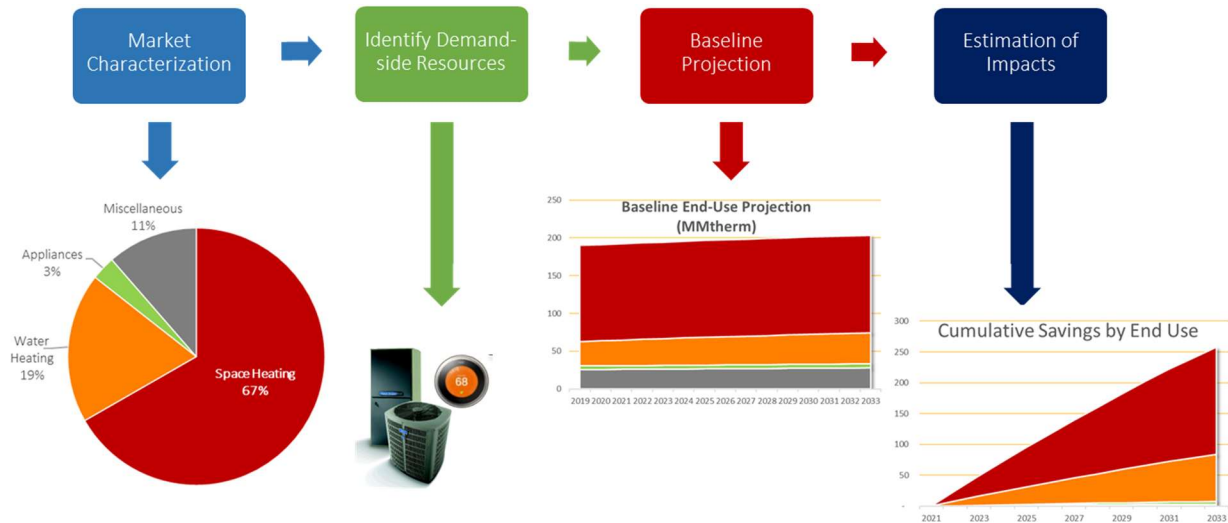 Market
Characterization
Identify Demand-
side Resources
Baseline
Projection
Estimation of
Impacts
Miscellaneous
11%
Appliances
3%
Water
Heating
19%
Space Heating
67%
68
Baseline End-Use Projection
(MMtherm)
250
200
150
100
50
0
2019 2020 2021 2022 2023 2024 2025 2026 2027 2028 2029 2030 2031 2032 2033
Cumulative Savings by End Use
300
250
200
150
100
50
-
2021 2023 2025 2027 2029 2031 2033